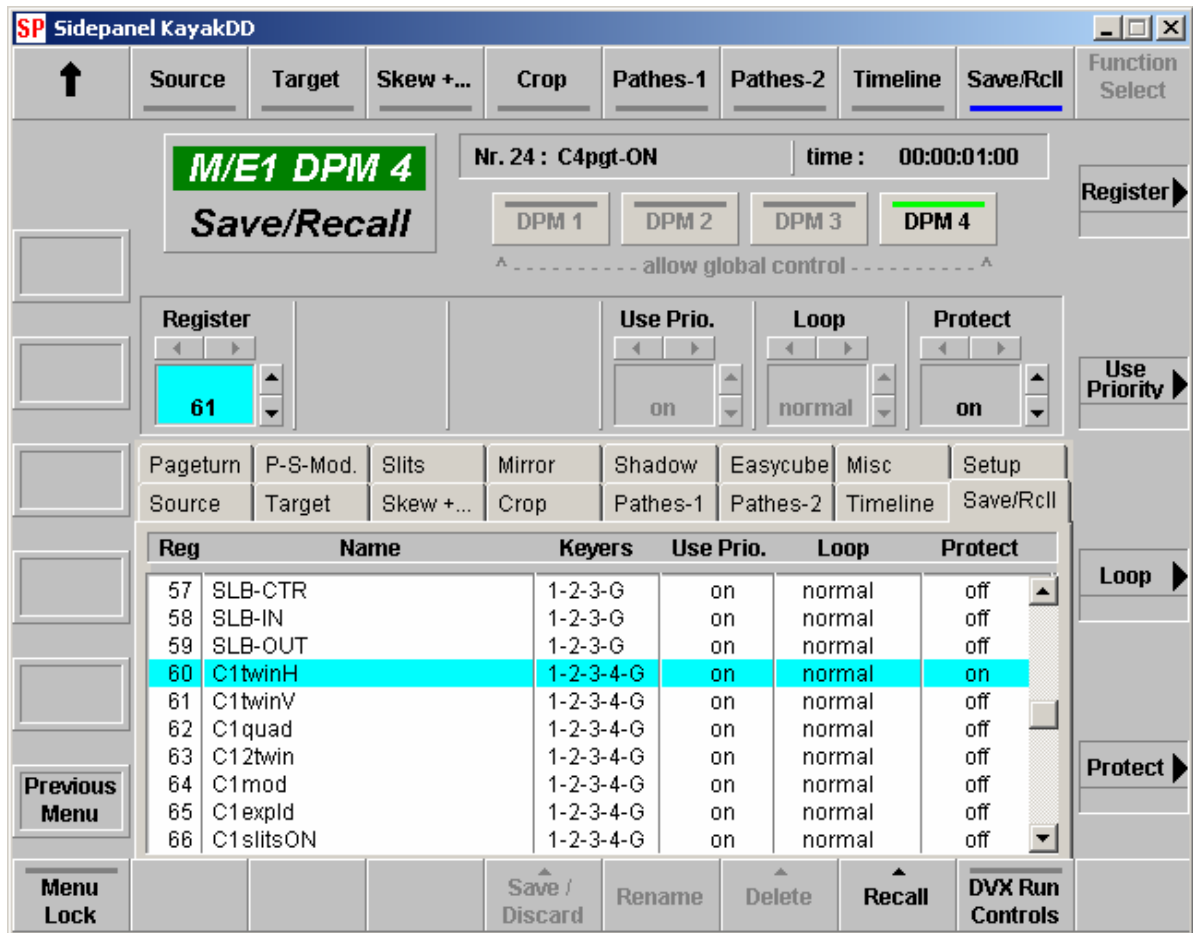 SP Sidepanel KayakDD
Source Target Skew +... Crop Pathes-1 Pathes-2 Timeline Save/Rcll Function Select
M/E1 DPM 4
Save/Recall
Nr. 24 : C4pgt-ON time : 00:00:01:00
DPM 1 DPM 2 DPM 3 DPM 4
^ - - - - - - - - - - allow global control - - - - - - - - - - ^
Register
Register Use Prio. Loop Protect
61 on normal on
Use Priority
Pageturn P-S-Mod. Slits Mirror Shadow Easycube Misc Setup
Source Target Skew +... Crop Pathes-1 Pathes-2 Timeline Save/Rcll
Reg Name Keyers Use Prio. Loop Protect
57 SLB-CTR 1-2-3-G on normal off
58 SLB-IN 1-2-3-G on normal off
59 SLB-OUT 1-2-3-G on normal off
60 C1twinH 1-2-3-4-G on normal on
61 C1twinV 1-2-3-4-G on normal off
62 C1quad 1-2-3-4-G on normal off
63 C12twin 1-2-3-4-G on normal off
64 C1mod 1-2-3-4-G on normal off
65 C1expld 1-2-3-4-G on normal off
66 C1slitsON 1-2-3-4-G on normal off
Loop
Protect
Previous
Menu
Menu
Lock
Save /
Discard
Rename
Delete
Recall
DVX Run
Controls